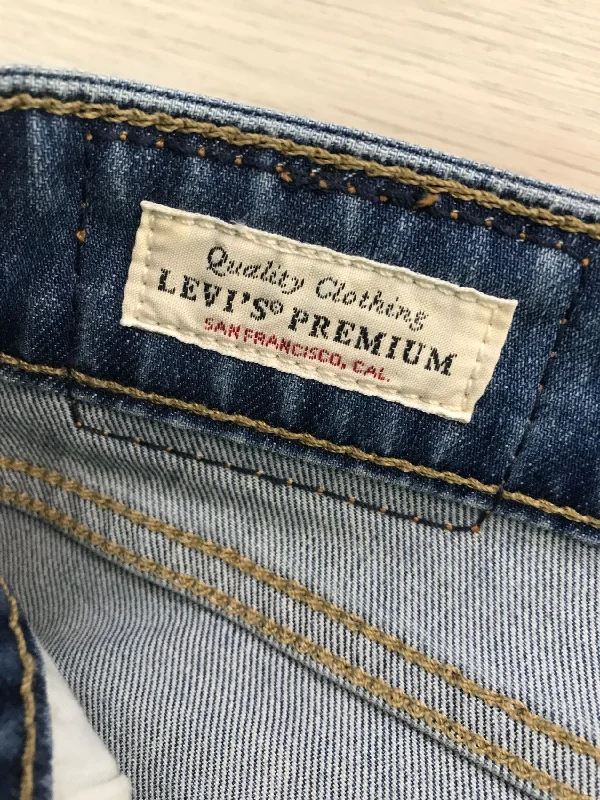 Quality Clothing
LEVI'S® PREMIUM
SAN FRANCISCO, CAL.